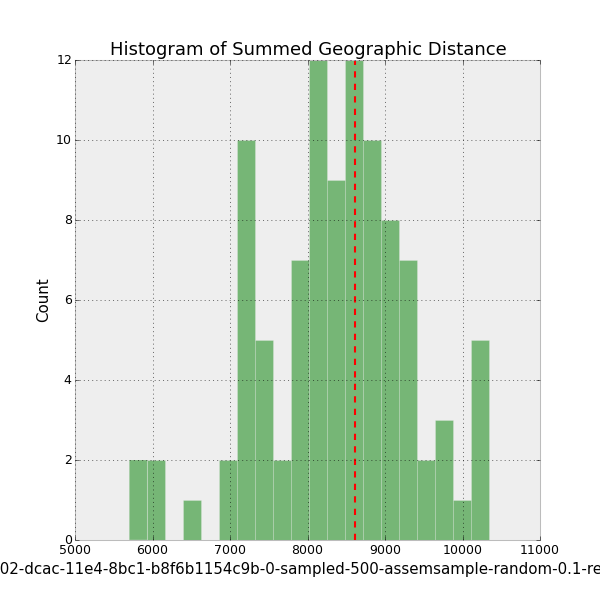 Histogram of Summed Geographic Distance
12
10
8
6
4
2
0
Count
5000 6000 7000 8000 9000 10000 11000
02-dcac-11e4-8bc1-b8f6b1154c9b-0-sampled-500-assemsample-random-0.1-re